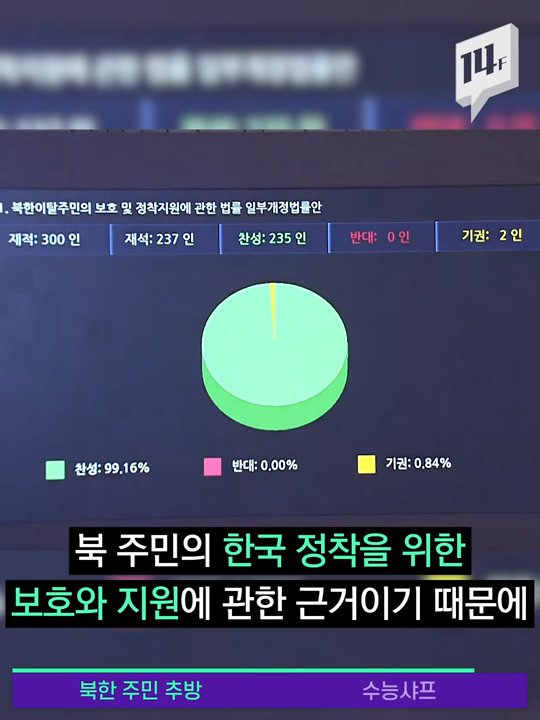 14F
1. 북한이탈주민의 보호 및 정착지원에 관한 법률 일부개정법률안
재적: 300 인 재석: 237 인 찬성: 235 인 반대: 0 인 기권: 2 인
찬성: 99.16% 반대: 0.00% 기권: 0.84%
북 주민의 한국 정착을 위한
보호와 지원에 관한 근거이기 때문에
북한 주민 추방 수능샤프